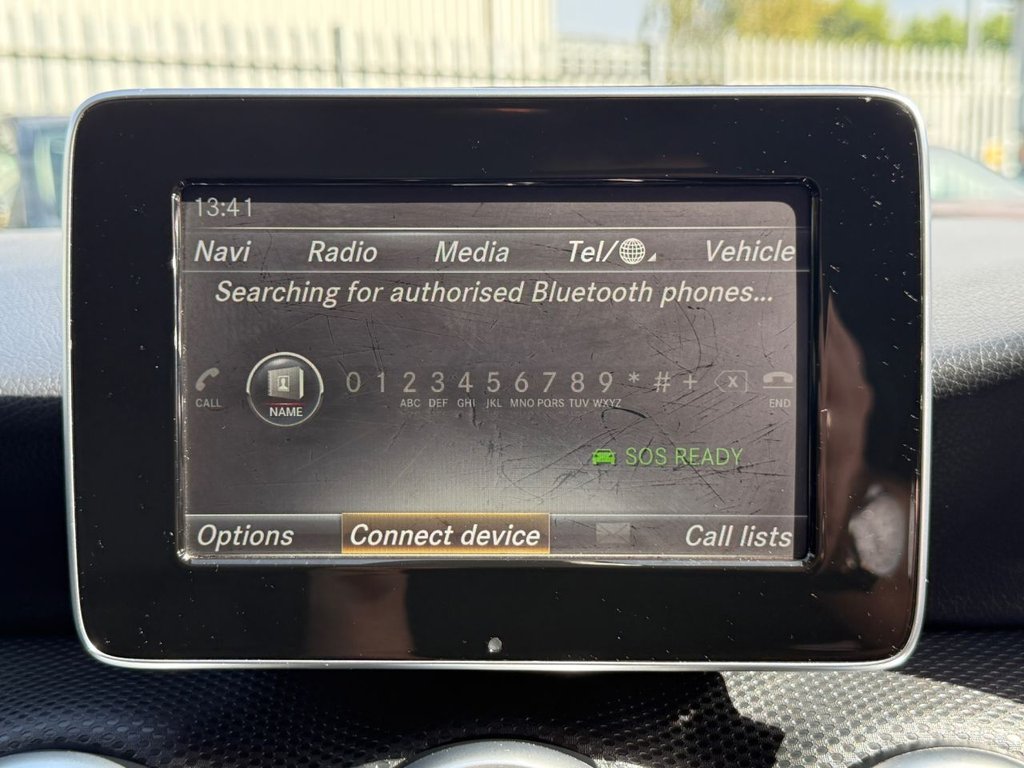 13:41
Navi Radio Media Tel/ Vehicle
Searching for authorised Bluetooth phones...
0 1 2 3 4 5 6 7 8 9 * # + x
CALL NAME ABC DEF GHI JKL MNO PQRS TUV WXYZ END
SOS READY
Options Connect device Call lists